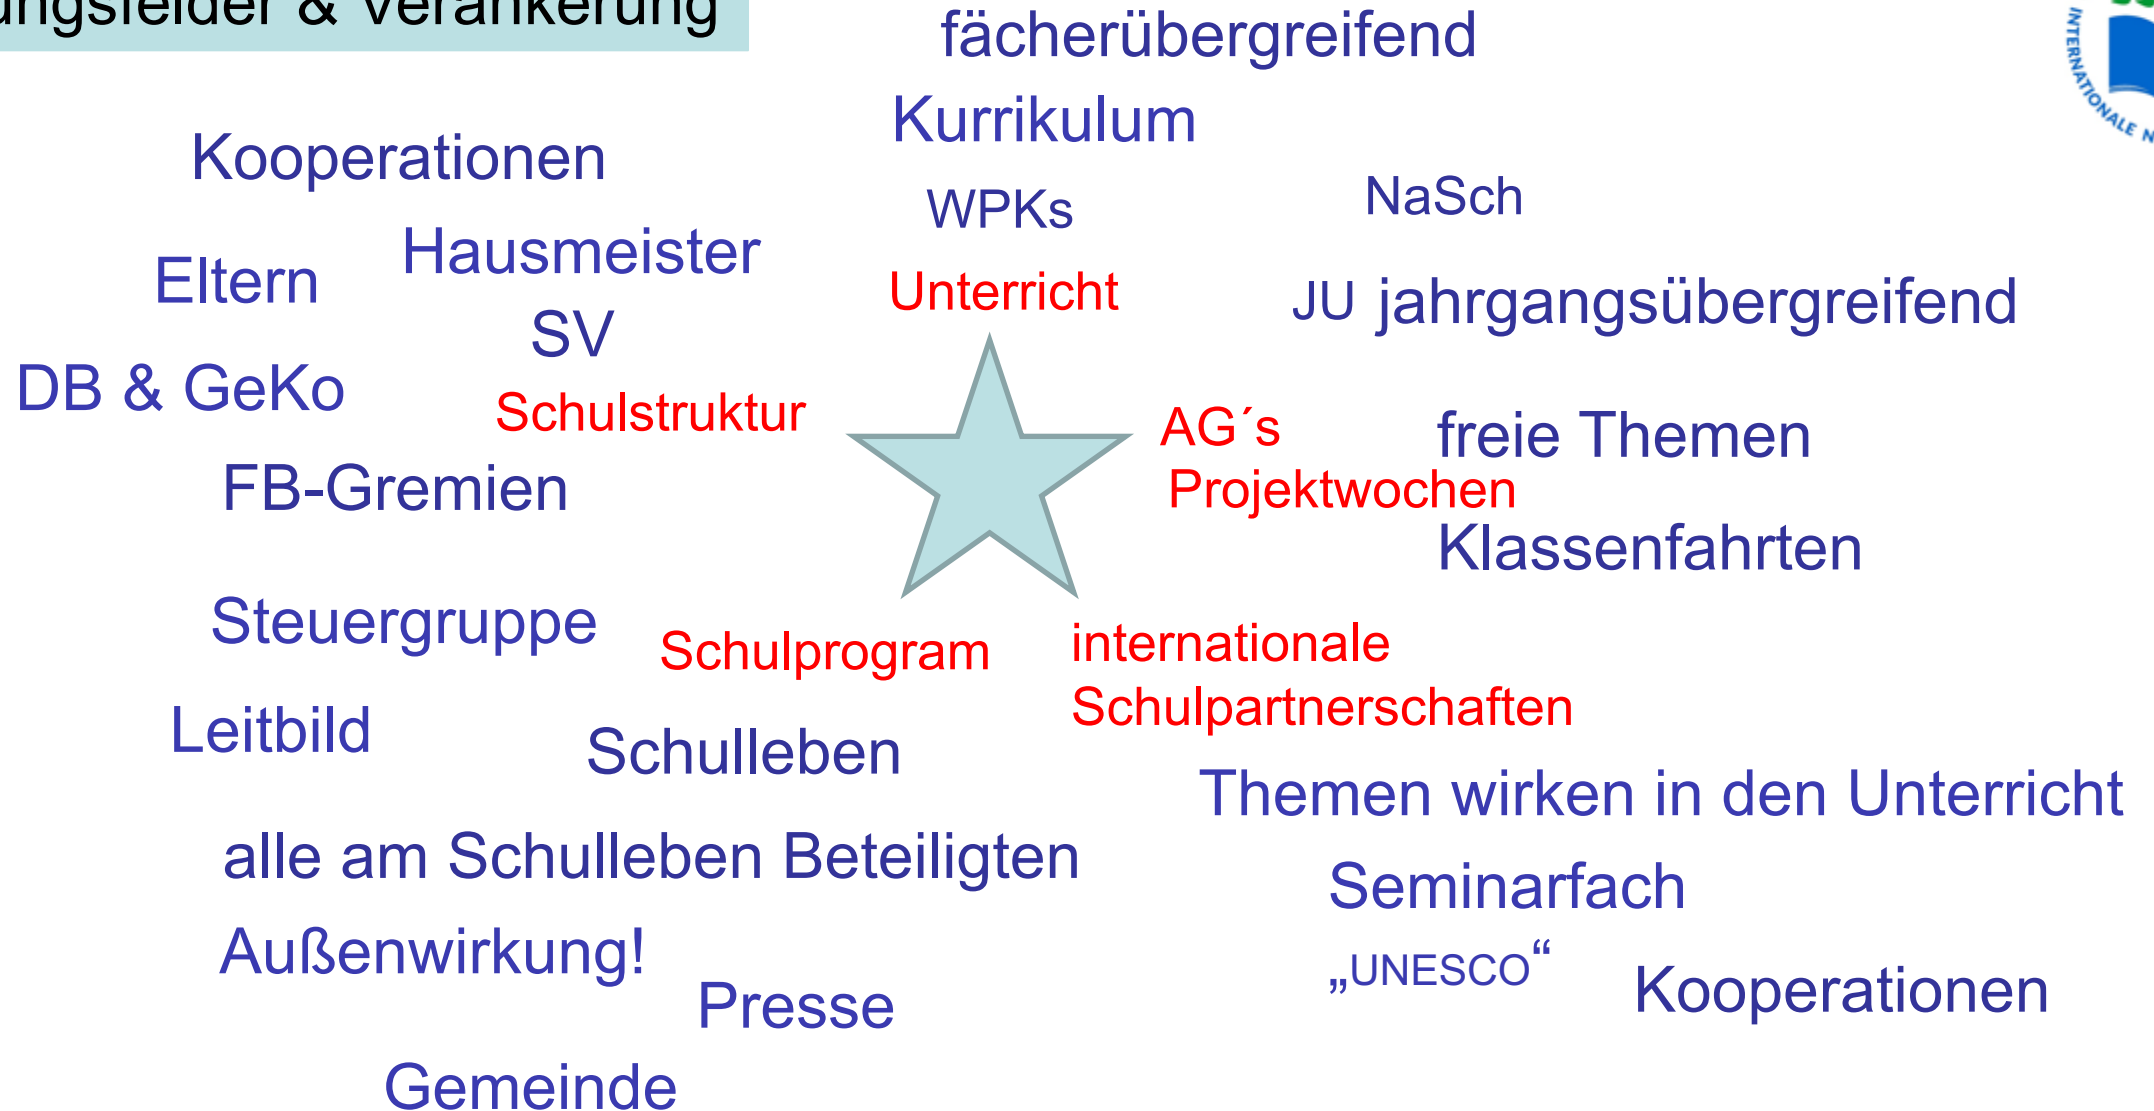 & Verankerung
fächerübergreifend
Kurrikulum
Kooperationen
WPKs
NaSch
Hausmeister
Eltern
Unterricht
JU jahrgangsübergreifend
SV
DB & GeKo
Schulstruktur
AG´s
freie Themen
FB-Gremien
Projektwochen
Klassenfahrten
Steuergruppe
Schulprogram
internationale
Schulpartnerschaften
Leitbild
Schulleben
Themen wirken in den Unterricht
alle am Schulleben Beteiligten
Seminarfach
Außenwirkung!
„UNESCO“
Kooperationen
Presse
Gemeinde
INTERNATIONALE